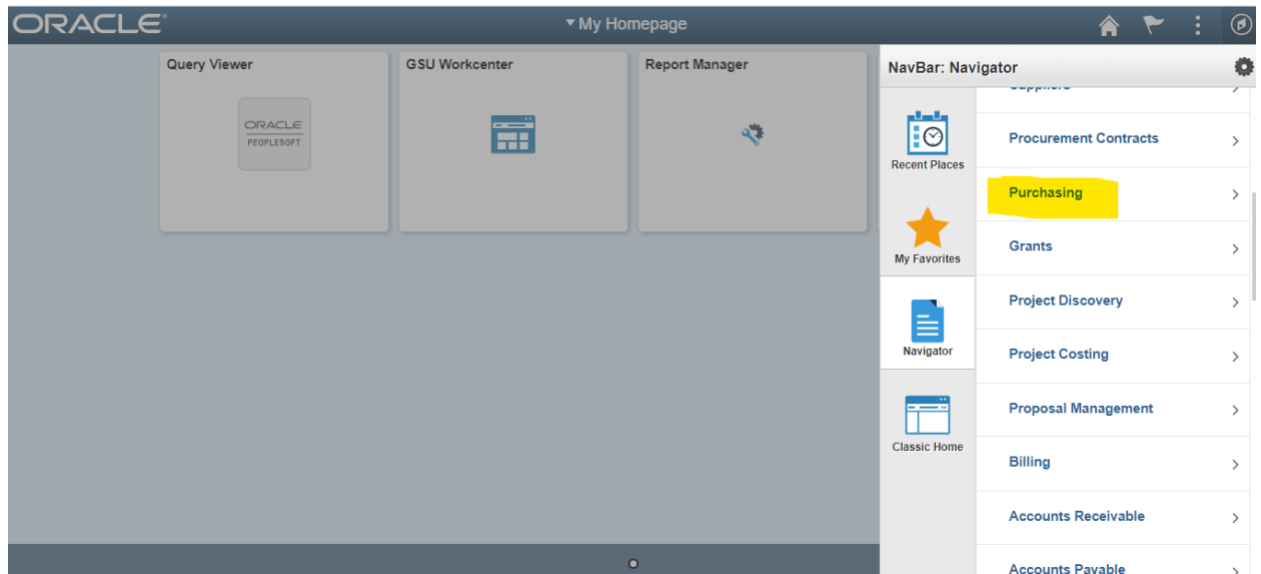 ORACLE
My Homepage
Query Viewer
ORACLE
PEOPLESOFT
GSU Workcenter
Report Manager
NavBar: Navigator
Recent Places
My Favorites
Navigator
Classic Home
Suppliers
Procurement Contracts
Purchasing
Grants
Project Discovery
Project Costing
Proposal Management
Billing
Accounts Receivable
Accounts Payable